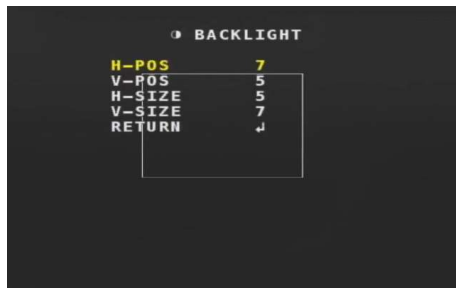 ◑ BACKLIGHT
H-POS 7
V-POS 5
H-SIZE 5
V-SIZE 7
RETURN ↲